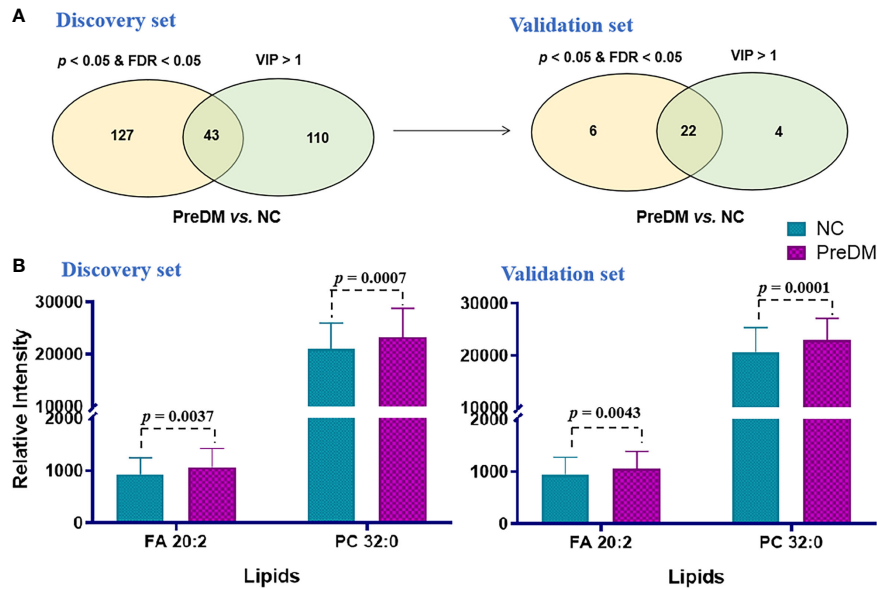 A
Discovery set
Validation set
p < 0.05 & FDR < 0.05
VIP > 1
p < 0.05 & FDR < 0.05
VIP > 1
127
43
110
6
22
4
PreDM vs. NC
PreDM vs. NC
NC
PreDM
B
Discovery set
Validation set
Relative Intensity
30000
20000
10000
2000
1000
0
p = 0.0037
p = 0.0007
FA 20:2
PC 32:0
Lipids
30000
20000
10000
2000
1000
0
p = 0.0043
p = 0.0001
FA 20:2
PC 32:0
Lipids